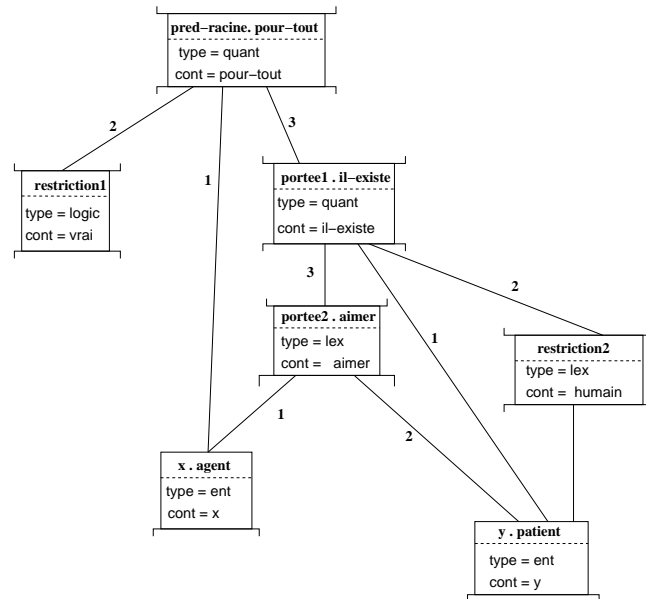 pred–racine. pour–tout
type = quant
cont = pour–tout
2
3
1
restriction1
type = logic
cont = vrai
portee1 . il–existe
type = quant
cont = il–existe
3
2
1
portee2 . aimer
type = lex
cont = aimer
restriction2
type = lex
cont = humain
1
2
x . agent
type = ent
cont = x
y . patient
type = ent
cont = y